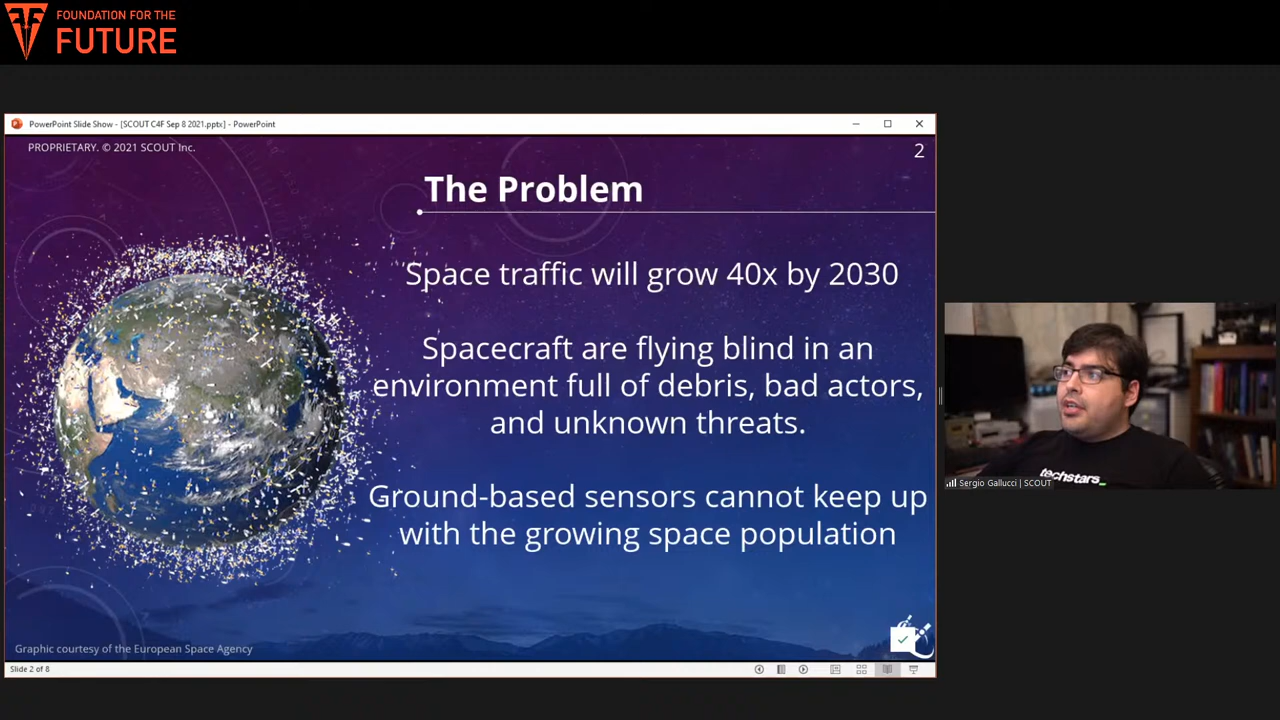 FOUNDATION FOR THE
FUTURE
PowerPoint Slide Show - [SCOUT C4F Sep 8 2021.pptx] - PowerPoint
PROPRIETARY. © 2021 SCOUT Inc.
2
The Problem
Space traffic will grow 40x by 2030
Spacecraft are flying blind in an
environment full of debris, bad actors,
and unknown threats.
Ground-based sensors cannot keep up
with the growing space population
Graphic courtesy of the European Space Agency
Slide 2 of 8
techstars_
Sergio Gallucci | SCOUT